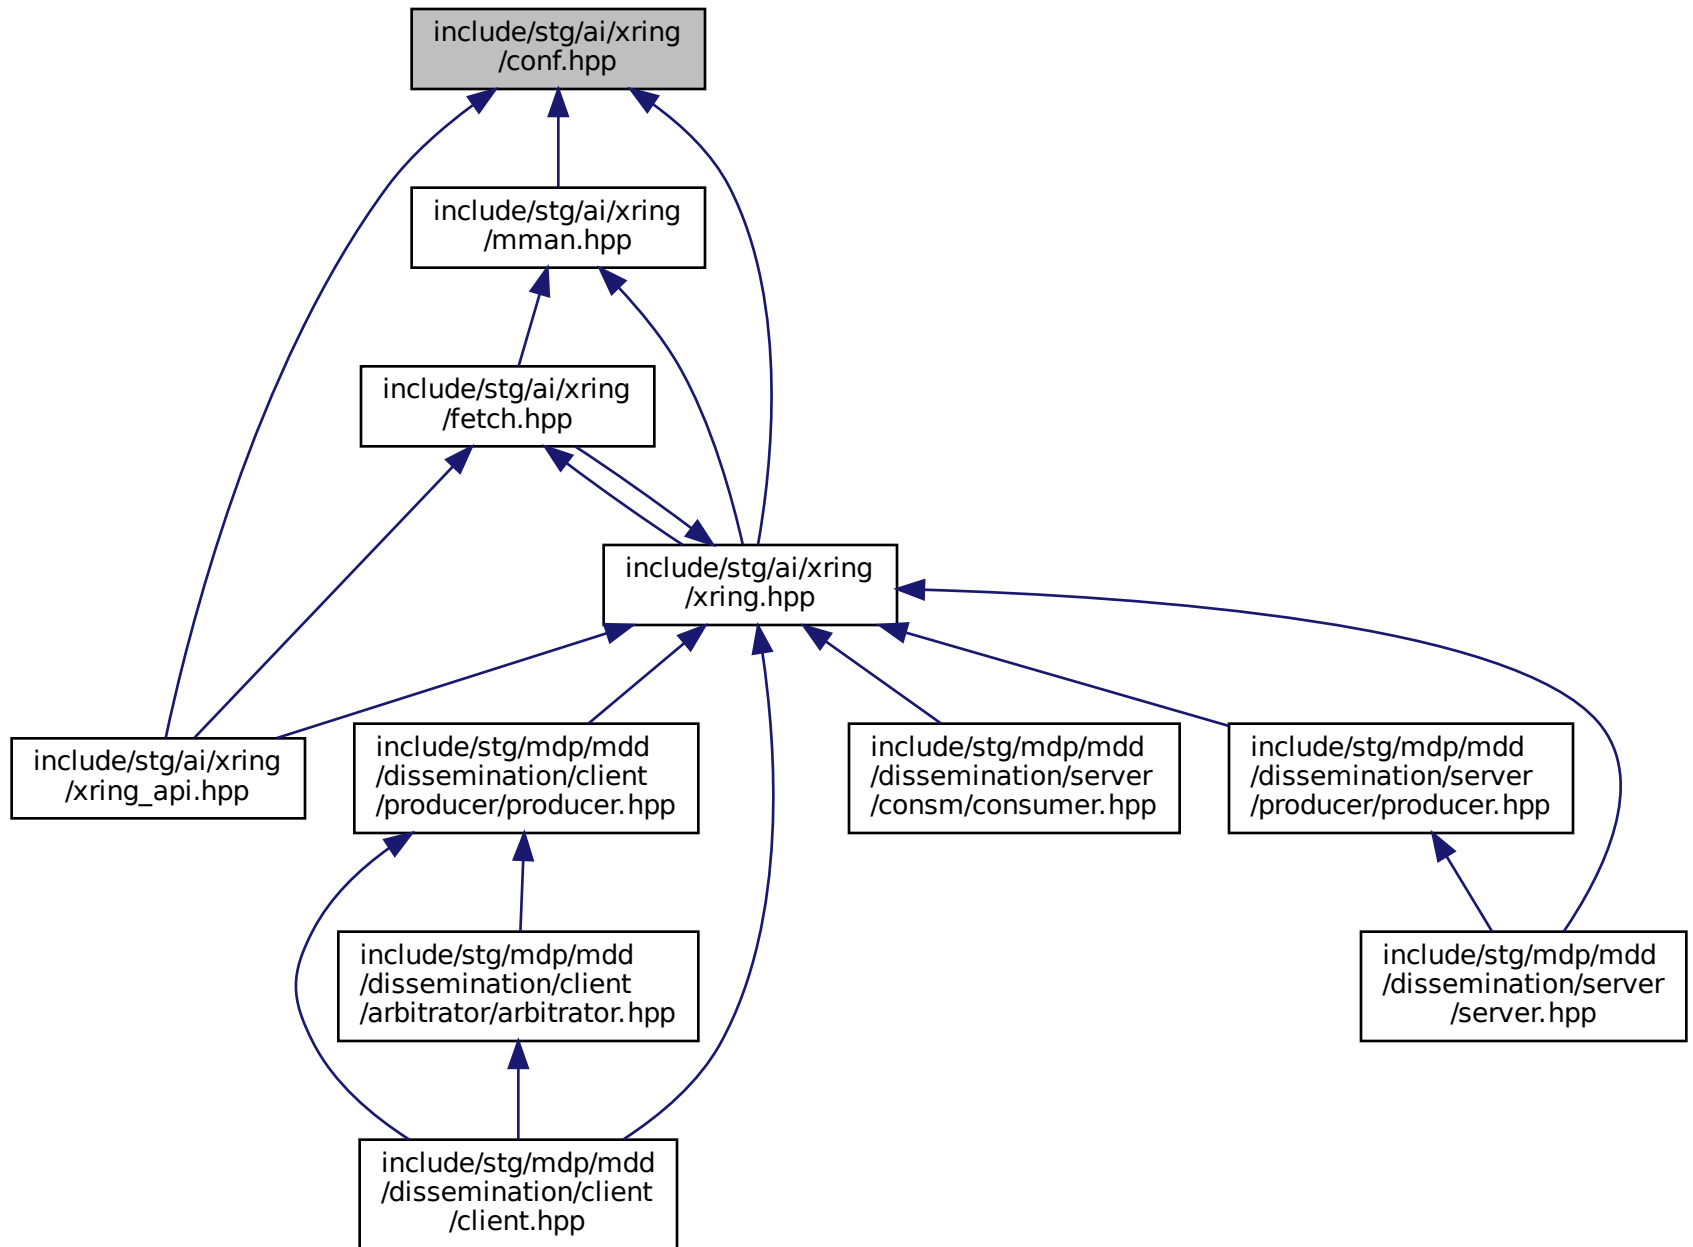 include/stg/ai/xring
/conf.hpp
include/stg/ai/xring
/mman.hpp
include/stg/ai/xring
/fetch.hpp
include/stg/ai/xring
/xring.hpp
include/stg/ai/xring
/xring_api.hpp
include/stg/mdp/mdd
/dissemination/client
/producer/producer.hpp
include/stg/mdp/mdd
/dissemination/server
/consm/consumer.hpp
include/stg/mdp/mdd
/dissemination/server
/producer/producer.hpp
include/stg/mdp/mdd
/dissemination/client
/arbitrator/arbitrator.hpp
include/stg/mdp/mdd
/dissemination/server
/server.hpp
include/stg/mdp/mdd
/dissemination/client
/client.hpp